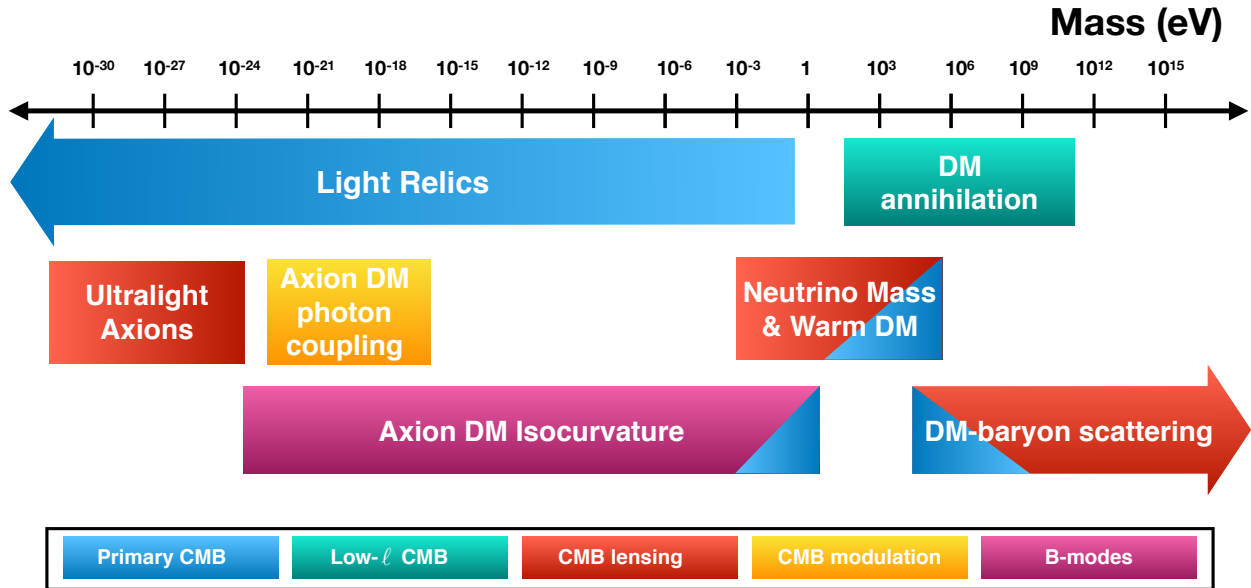 Mass (eV)
10⁻³⁰ 10⁻²⁷ 10⁻²⁴ 10⁻²¹ 10⁻¹⁸ 10⁻¹⁵ 10⁻¹² 10⁻⁹ 10⁻⁶ 10⁻³ 1 10³ 10⁶ 10⁹ 10¹² 10¹⁵
Light Relics
DM
annihilation
Ultralight
Axions
Axion DM
photon
coupling
Neutrino Mass
& Warm DM
Axion DM Isocurvature
DM-baryon scattering
Primary CMB
Low-ℓ CMB
CMB lensing
CMB modulation
B-modes